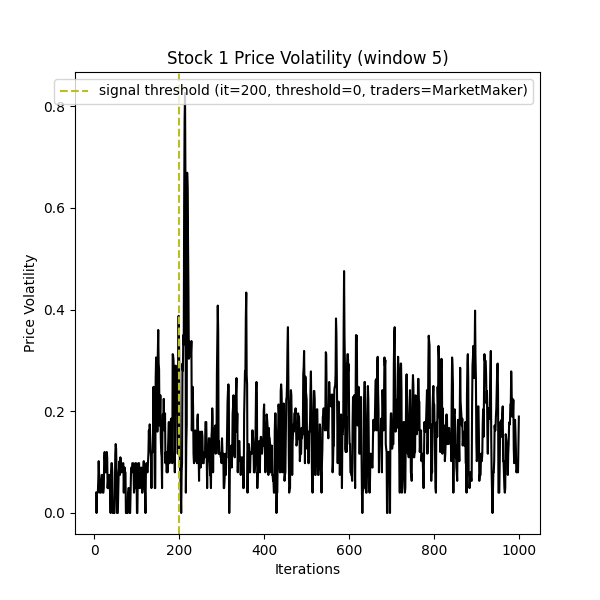 Stock 1 Price Volatility (window 5)
signal threshold (it=200, threshold=0, traders=MarketMaker)
0.8
0.6
0.4
0.2
0.0
Price Volatility
0 200 400 600 800 1000
Iterations